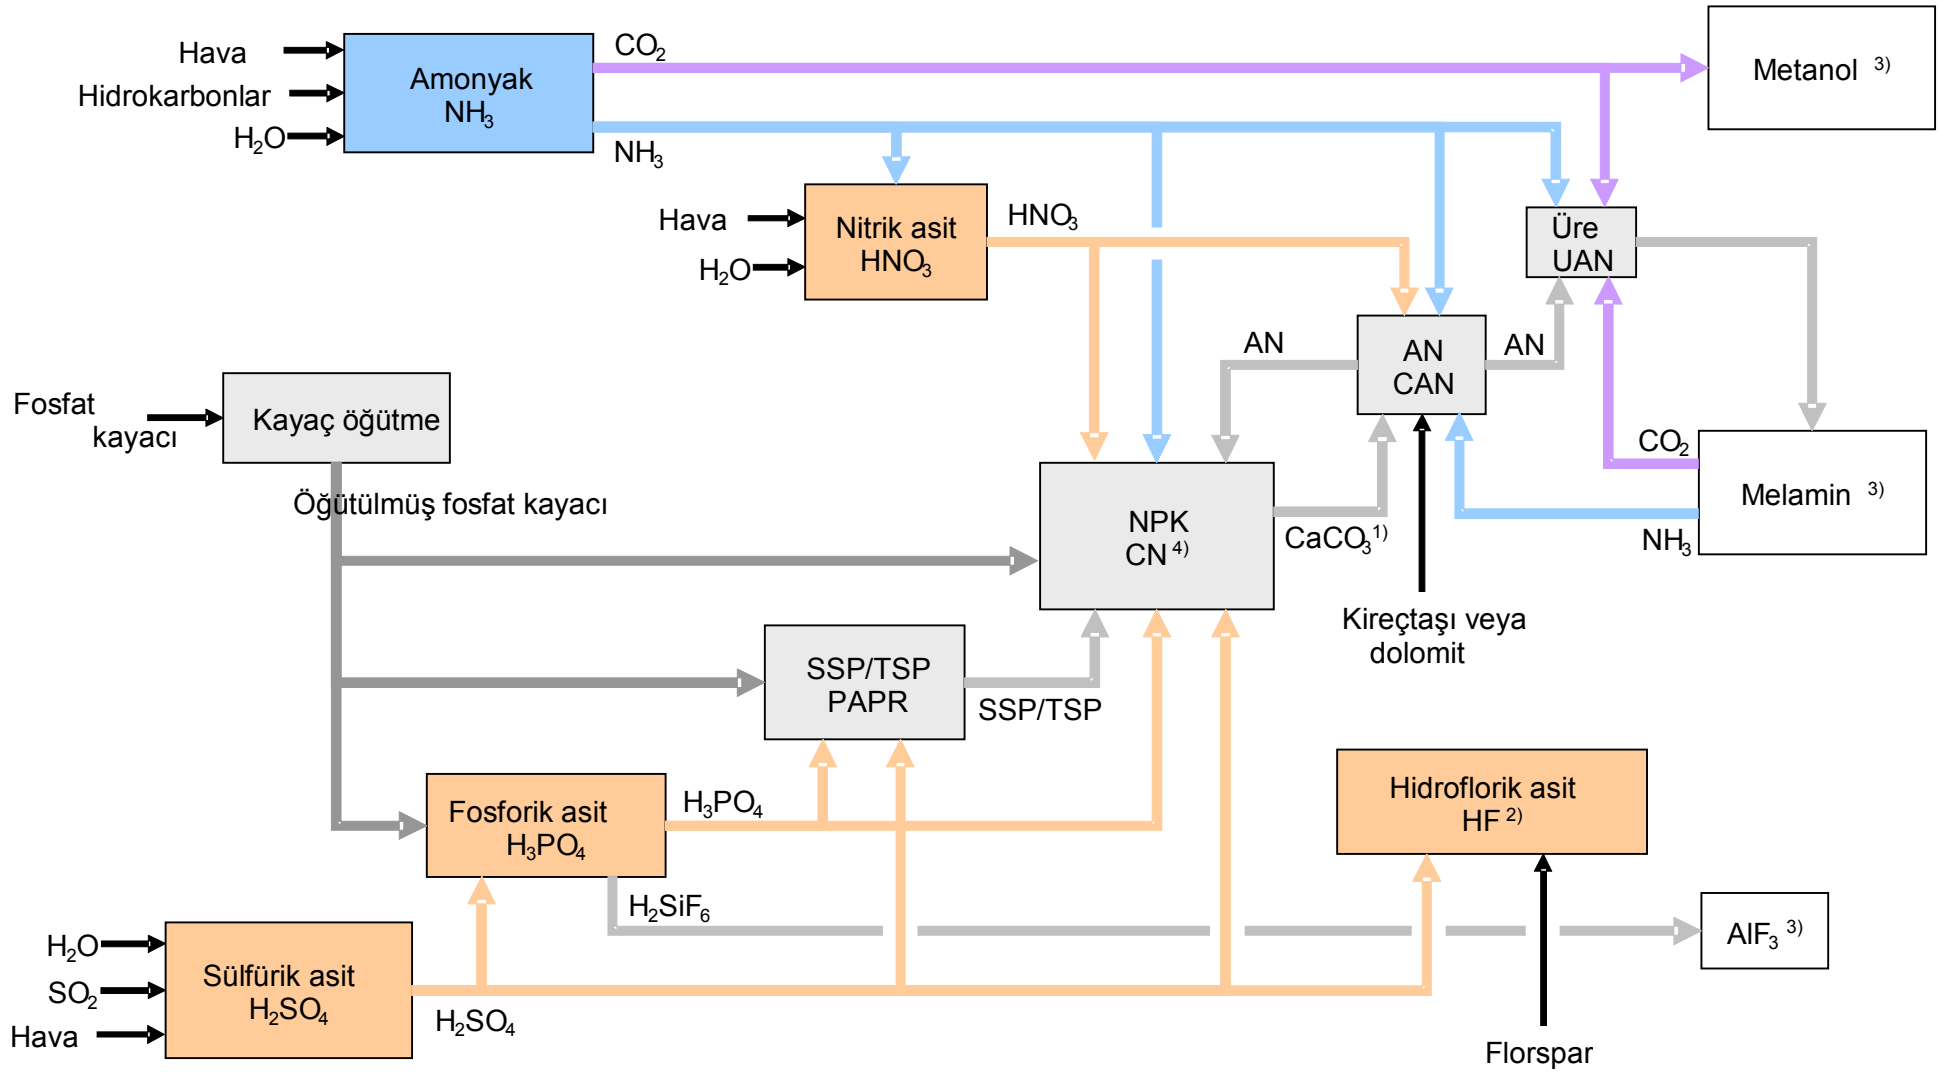 Hava
Hidrokarbonlar
H₂O
Amonyak
NH₃
CO₂
NH₃
Metanol ³⁾
Hava
H₂O
Nitrik asit
HNO₃
HNO₃
Üre
UAN
AN
AN
CAN
AN
Fosfat
kayacı
Kayaç öğütme
Öğütülmüş fosfat kayacı
CO₂
Melamin ³⁾
NH₃
NPK
CN ⁴⁾
CaCO₃ ¹⁾
Kireçtaşı veya
dolomit
SSP/TSP
PAPR
SSP/TSP
Fosforik asit
H₃PO₄
H₃PO₄
Hidroflorik asit
HF ²⁾
H₂SiF₆
AlF₃ ³⁾
H₂O
SO₂
Hava
Sülfürik asit
H₂SO₄
H₂SO₄
Florspar